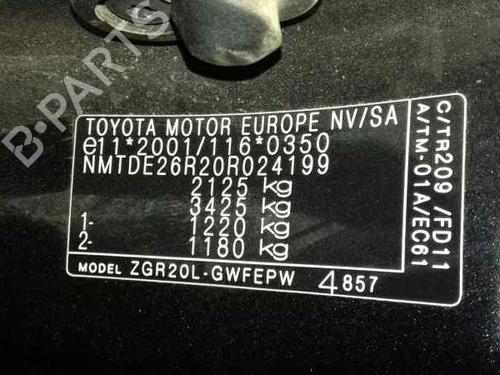 B-PARTS
TOYOTA MOTOR EUROPE NV/SA
e11*2001/116*0350
NMTDE26R20R024199
2125 kg
3425 kg
1- 1220 kg
2- 1180 kg
MODEL ZGR20L-GWFEPW 4857
C/TR209 /FD11
A/TM-01A/EC61